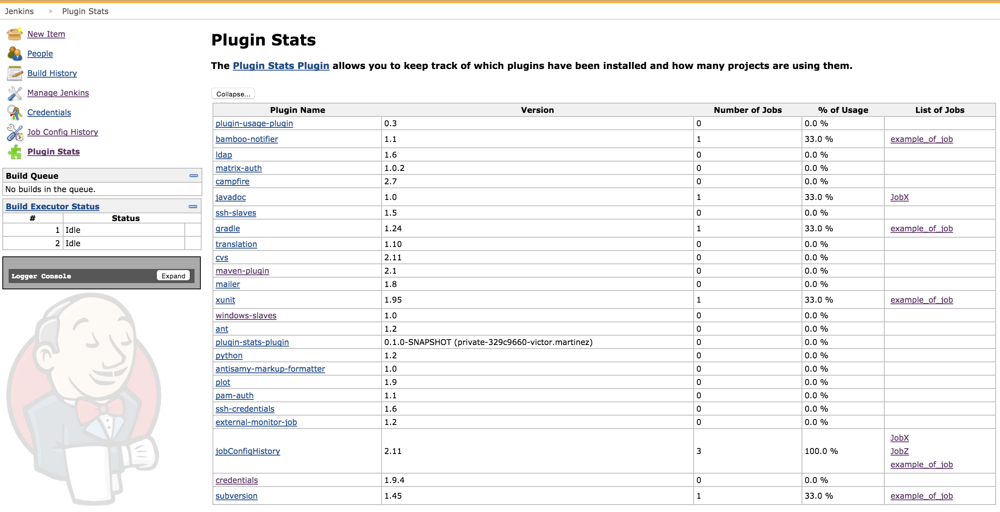 Jenkins Plugin Stats
New Item
People
Build History
Manage Jenkins
Credentials
Job Config History
Plugin Stats
Build Queue
No builds in the queue.
Build Executor Status
# Status
1 Idle
2 Idle
Logger Console Expand
Plugin Stats
The Plugin Stats Plugin allows you to keep track of which plugins have been installed and how many projects are using them.
Collapse...
Plugin Name Version Number of Jobs % of Usage List of Jobs
plugin-usage-plugin 0.3 0 0.0 %
bamboo-notifier 1.1 1 33.0 % example_of_job
ldap 1.6 0 0.0 %
matrix-auth 1.0.2 0 0.0 %
campfire 2.7 0 0.0 %
javadoc 1.0 1 33.0 % JobX
ssh-slaves 1.5 0 0.0 %
gradle 1.24 1 33.0 % example_of_job
translation 1.10 0 0.0 %
cvs 2.11 0 0.0 %
maven-plugin 2.1 0 0.0 %
mailer 1.8 0 0.0 %
xunit 1.95 1 33.0 % example_of_job
windows-slaves 1.0 0 0.0 %
ant 1.2 0 0.0 %
plugin-stats-plugin 0.1.0-SNAPSHOT (private-329c9660-victor.martinez) 0 0.0 %
python 1.2 0 0.0 %
antisamy-markup-formatter 1.0 0 0.0 %
plot 1.9 0 0.0 %
pam-auth 1.1 0 0.0 %
ssh-credentials 1.6 0 0.0 %
external-monitor-job 1.2 0 0.0 %
JobX
jobConfigHistory 2.11 3 100.0 % JobZ
example_of_job
credentials 1.9.4 0 0.0 %
subversion 1.45 1 33.0 % example_of_job